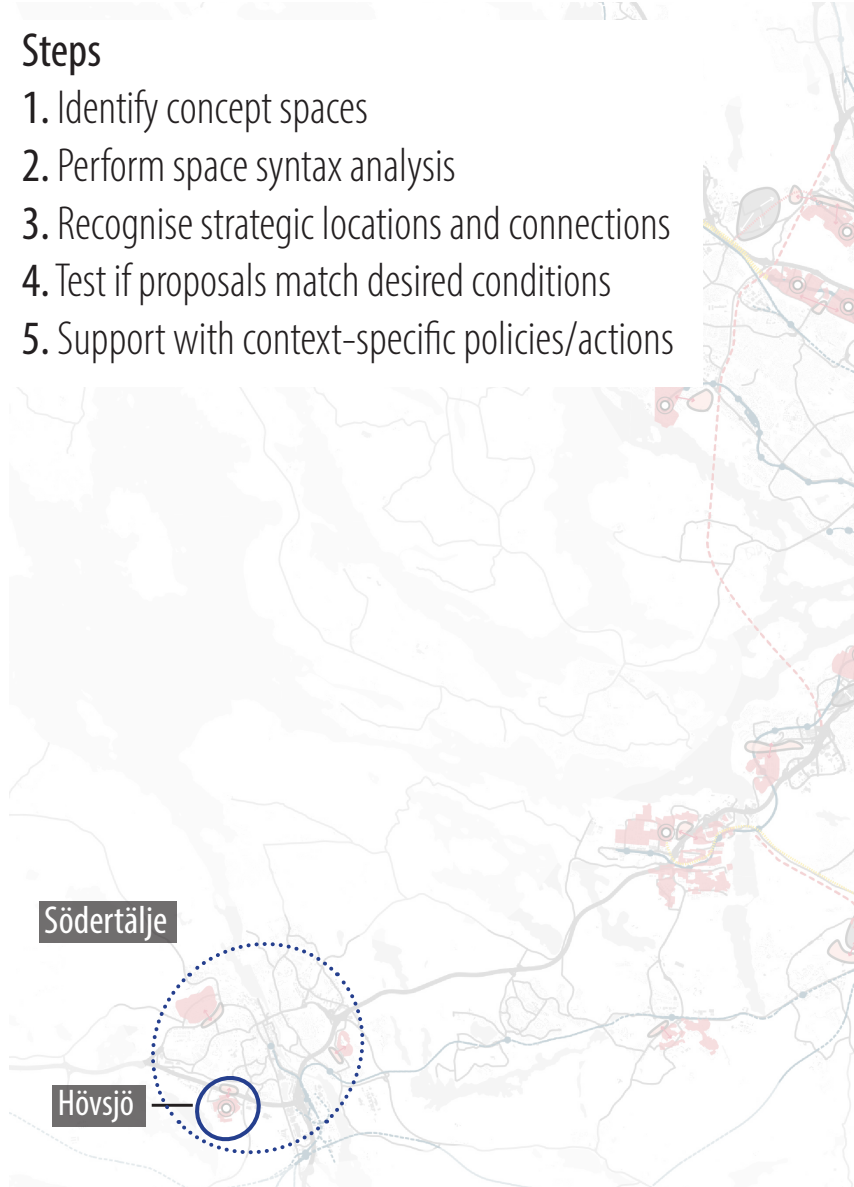 Steps
1. Identify concept spaces
2. Perform space syntax analysis
3. Recognise strategic locations and connections
4. Test if proposals match desired conditions
5. Support with context-specific policies/actions
Södertälje
Hövsjö